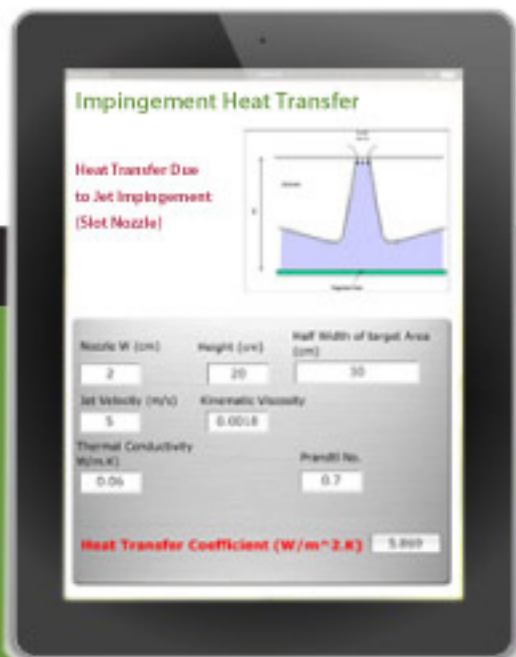 Impingement Heat Transfer
Heat Transfer Due
to Jet Impingement
(Slot Nozzle)
Nozzle W (cm)
Height (cm)
Half Width of target Area
(cm)
2
20
30
Jet Velocity (m/s)
Kinematic Viscosity
5
0.0018
Thermal Conductivity
W/m.K)
Prandtl No.
0.06
0.7
Heat Transfer Coefficient (W/m^2.K)
5.869